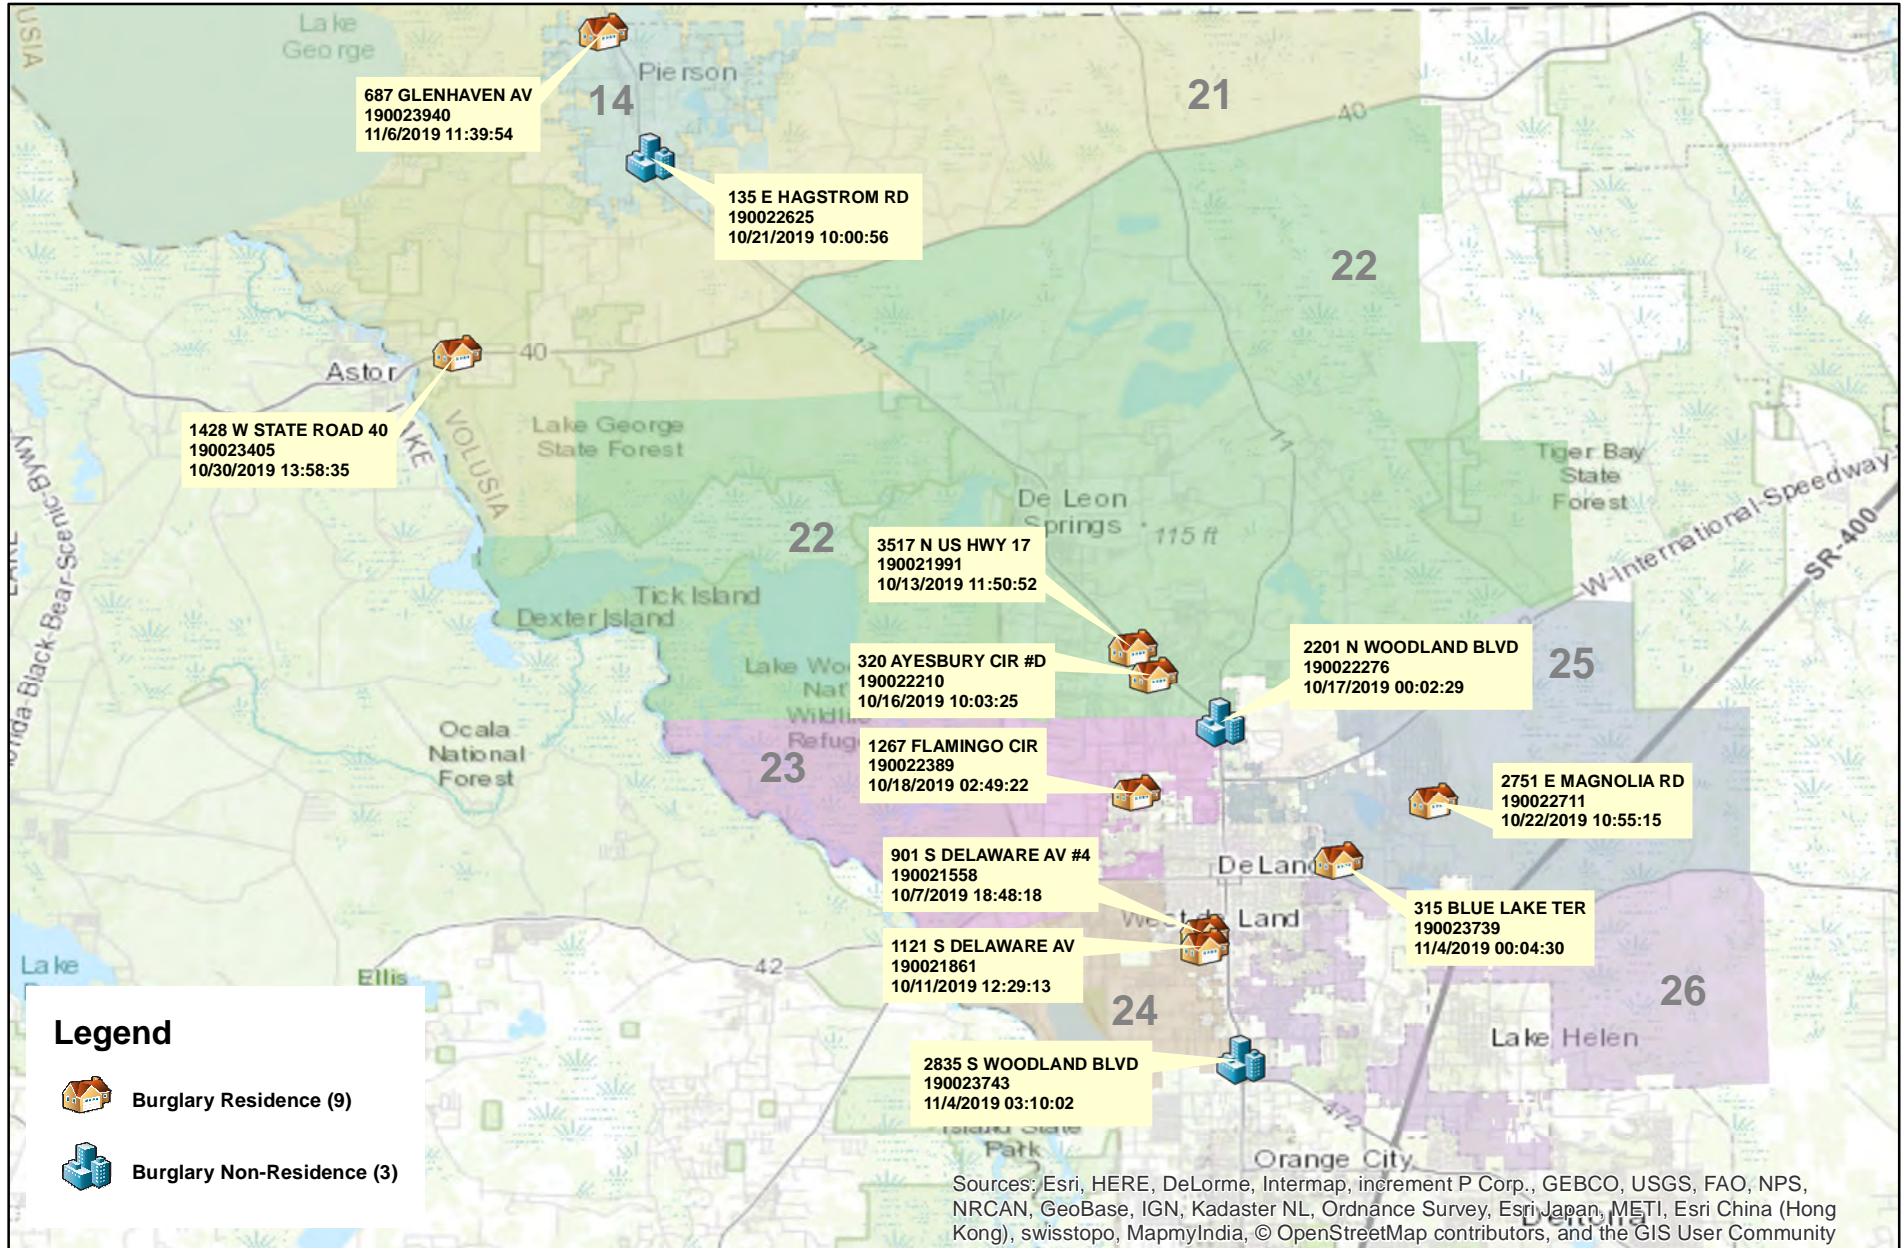 USIA
Lake
George
Pierson
14
21
40
687 GLENHAVEN AV
190023940
11/6/2019 11:39:54
135 E HAGSTROM RD
190022625
10/21/2019 10:00:56
22
17
40
Astor
1428 W STATE ROAD 40
190023405
10/30/2019 13:58:35
VOLUSIA
Lake George
State Forest
11
Tiger Bay
State
Forest
De Leon
Springs
115 ft
22
3517 N US HWY 17
190021991
10/13/2019 11:50:52
W-International-Speedway
SR-400
Tick Island
Dexter Island
320 AYESBURY CIR #D
190022210
10/16/2019 10:03:25
2201 N WOODLAND BLVD
190022276
10/17/2019 00:02:29
25
Wildlife
Ocala
National
Forest
23
1267 FLAMINGO CIR
190022389
10/18/2019 02:49:22
2751 E MAGNOLIA RD
190022711
10/22/2019 10:55:15
901 S DELAWARE AV #4
190021558
10/7/2019 18:48:18
DeLand
315 BLUE LAKE TER
190023739
11/4/2019 00:04:30
1121 S DELAWARE AV
190021861
10/11/2019 12:29:13
42
Lake
Ellis
24
26
Lake Helen
2835 S WOODLAND BLVD
190023743
11/4/2019 03:10:02
472
Island State
Park
Orange City
Deltona
Legend
Burglary Residence (9)
Burglary Non-Residence (3)
Sources: Esri, HERE, DeLorme, Intermap, increment P Corp., GEBCO, USGS, FAO, NPS,
NRCAN, GeoBase, IGN, Kadaster NL, Ordnance Survey, Esri Japan, METI, Esri China (Hong
Kong), swisstopo, MapmyIndia, © OpenStreetMap contributors, and the GIS User Community